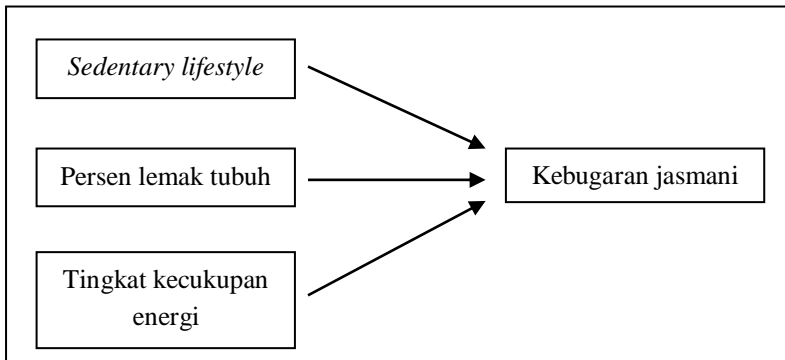 Sedentary lifestyle
Persen lemak tubuh
Kebugaran jasmani
Tingkat kecukupan
energi